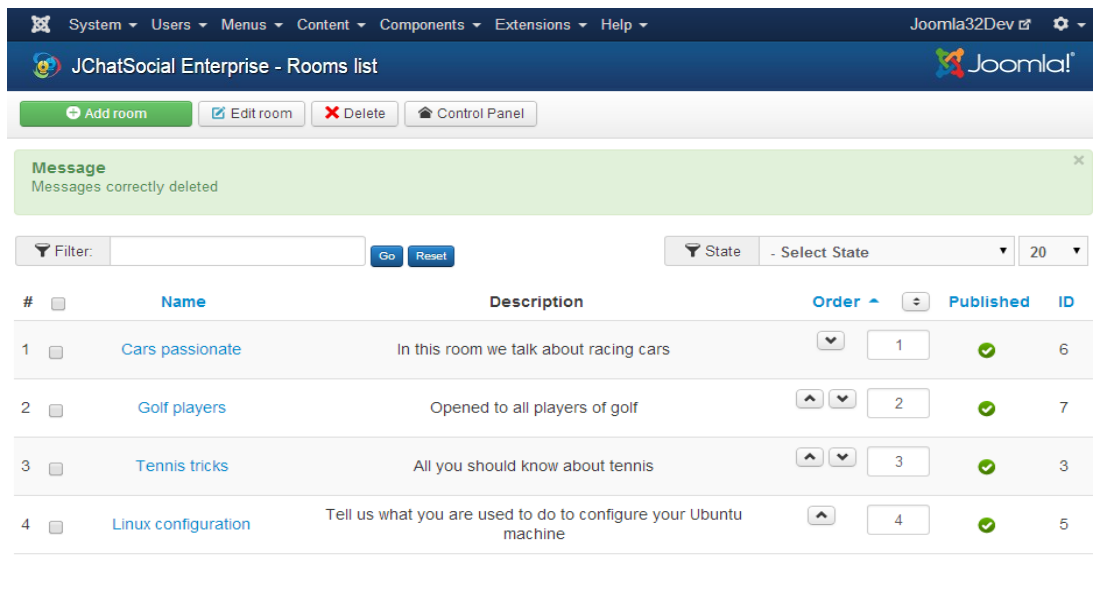 System Users Menus Content Components Extensions Help Joomla32Dev
JChatSocial Enterprise - Rooms list Joomla!
Add room Edit room Delete Control Panel
Message ×
Messages correctly deleted
Filter: Go Reset State - Select State 20
# Name Description Order Published ID
1 Cars passionate In this room we talk about racing cars 1 6
2 Golf players Opened to all players of golf 2 7
3 Tennis tricks All you should know about tennis 3 3
4 Linux configuration Tell us what you are used to do to configure your Ubuntu 4 5
machine